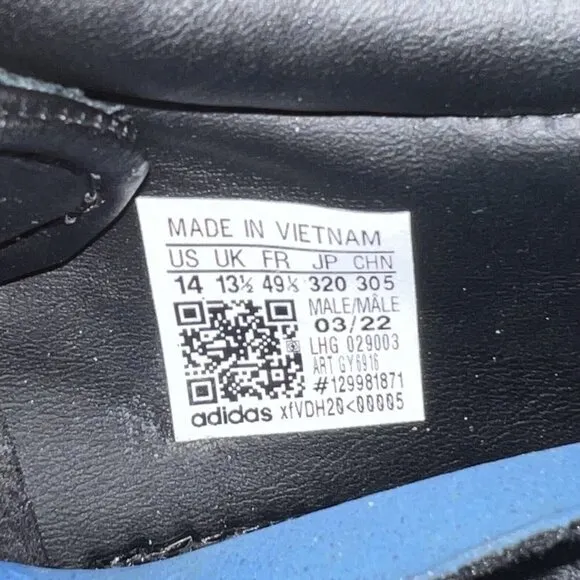 MADE IN VIETNAM
US UK FR JP CHN
14 13½ 49⅓ 320 305
MALE/MÂLE
03/22
LHG 029003
ART GY6916
#129981871
adidas xfVDH20<00005